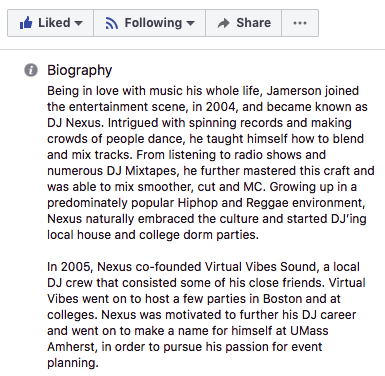 Liked Following Share
Biography
Being in love with music his whole life, Jamerson joined
the entertainment scene, in 2004, and became known as
DJ Nexus. Intrigued with spinning records and making
crowds of people dance, he taught himself how to blend
and mix tracks. From listening to radio shows and
numerous DJ Mixtapes, he further mastered this craft and
was able to mix smoother, cut and MC. Growing up in a
predominately popular Hiphop and Reggae environment,
Nexus naturally embraced the culture and started DJ'ing
local house and college dorm parties.
In 2005, Nexus co-founded Virtual Vibes Sound, a local
DJ crew that consisted some of his close friends. Virtual
Vibes went on to host a few parties in Boston and at
colleges. Nexus was motivated to further his DJ career
and went on to make a name for himself at UMass
Amherst, in order to pursue his passion for event
planning.